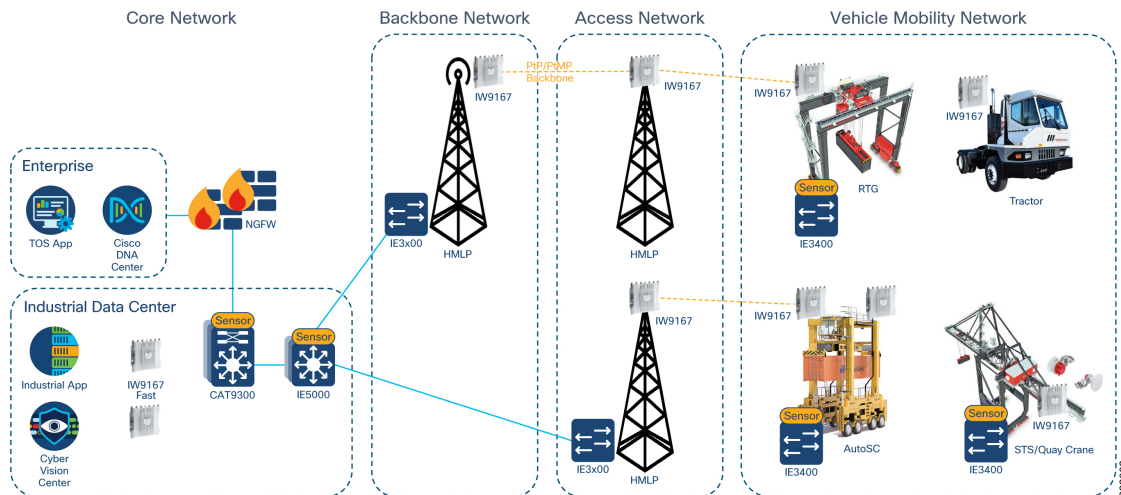 Core Network
Backbone Network
Access Network
Vehicle Mobility Network
Enterprise
TOS App
Cisco
DNA
Center
NGFW
Industrial Data Center
Industrial App
IW9167
Fast
Cyber
Vision
Center
Sensor
CAT9300
Sensor
IE5000
IW9167
PtP/PtMP
Backbone
IE3x00
HMLP
IW9167
HMLP
IW9167
IE3x00
HMLP
IW9167
Sensor
IE3400
RTG
IW9167
Tractor
IW9167
Sensor
IE3400
AutoSC
IW9167
Sensor
IE3400
STS/Quay Crane